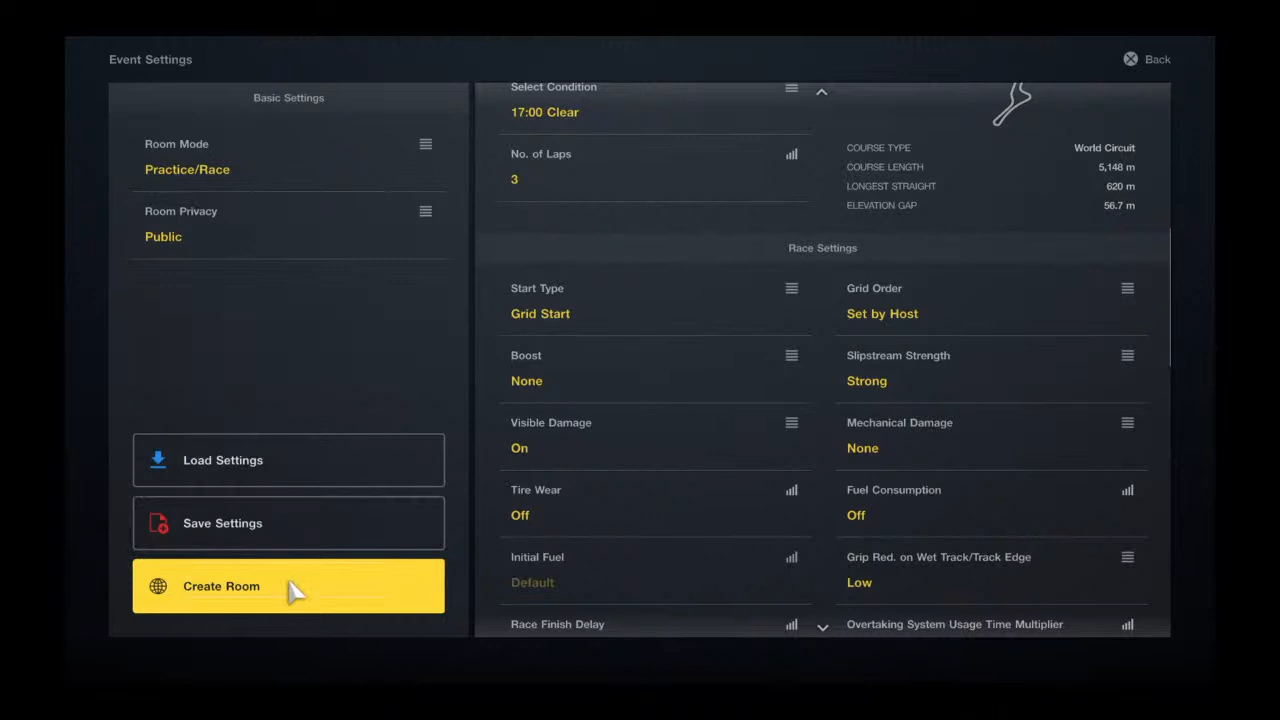 Event Settings
Back
Basic Settings
Room Mode
Practice/Race
Room Privacy
Public
Load Settings
Save Settings
Create Room
Select Condition
17:00 Clear
No. of Laps
3
COURSE TYPE World Circuit
COURSE LENGTH 5,148 m
LONGEST STRAIGHT 620 m
ELEVATION GAP 56.7 m
Race Settings
Start Type
Grid Start
Grid Order
Set by Host
Boost
None
Slipstream Strength
Strong
Visible Damage
On
Mechanical Damage
None
Tire Wear
Off
Fuel Consumption
Off
Initial Fuel
Default
Grip Red. on Wet Track/Track Edge
Low
Race Finish Delay
Overtaking System Usage Time Multiplier